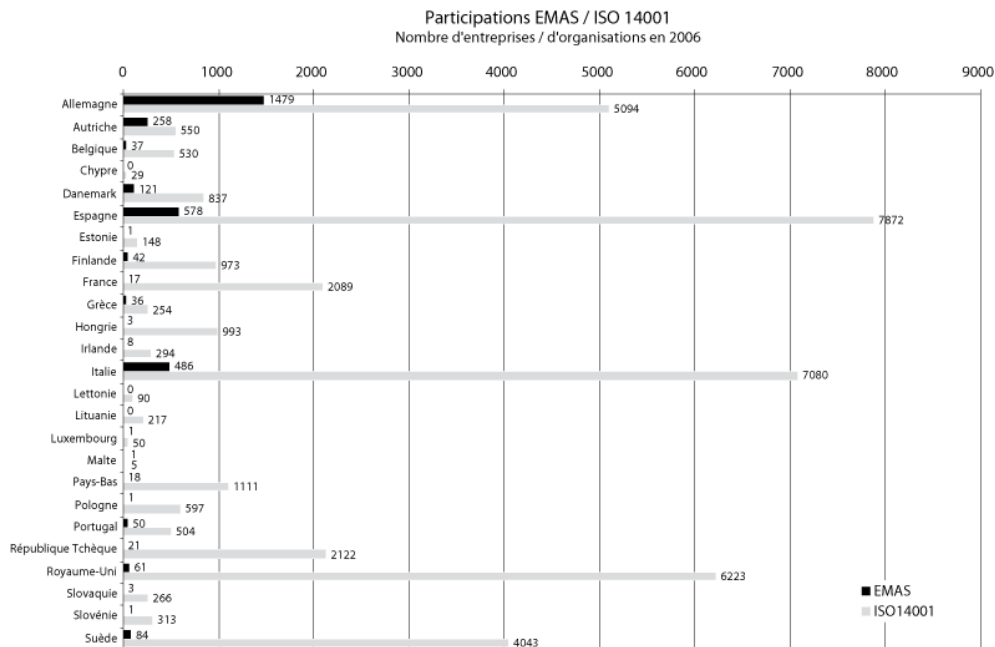 Participations EMAS / ISO 14001
Nombre d'entreprises / d'organisations en 2006
0 1000 2000 3000 4000 5000 6000 7000 8000 9000
Allemagne 1479 5094
Autriche 258 550
Belgique 37 530
Chypre 0 29
Danemark 121 837
Espagne 578 7872
Estonie 1 148
Finlande 42 973
France 17 2089
Grèce 36 254
Hongrie 3 993
Irlande 8 294
Italie 486 7080
Lettonie 0 90
Lituanie 0 217
Luxembourg 1 50
Malte 1 5
Pays-Bas 18 1111
Pologne 1 597
Portugal 50 504
République Tchèque 21 2122
Royaume-Uni 61 6223
Slovaquie 3 266
Slovénie 1 313
Suède 84 4043
EMAS
ISO14001